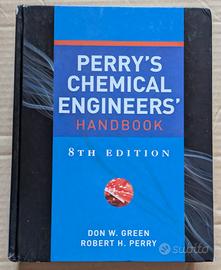 PERRY'S
CHEMICAL
ENGINEERS'
HANDBOOK
8TH EDITION
DON W. GREEN
ROBERT H. PERRY
subito